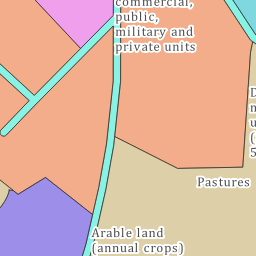 commercial,
public,
military and
private units
Pastures
Arable land
(annual crops)